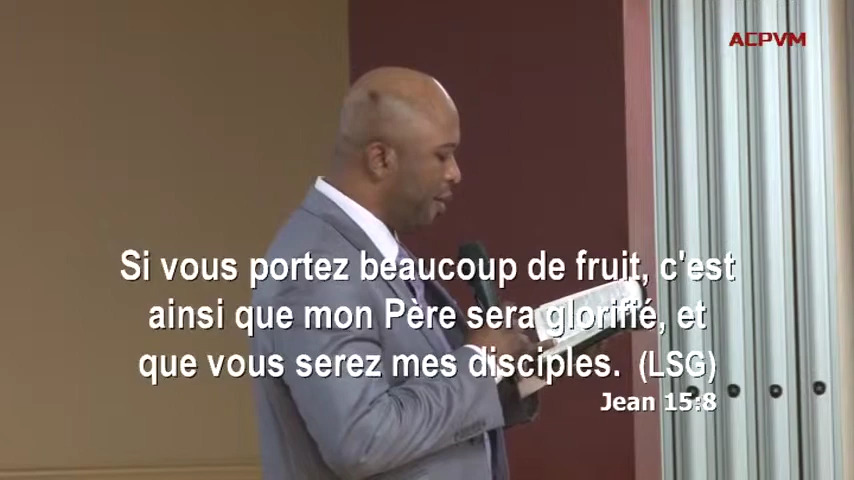 ACPVM
Si vous portez beaucoup de fruit, c'est
ainsi que mon Père sera glorifié, et
que vous serez mes disciples. (LSG)
Jean 15:8